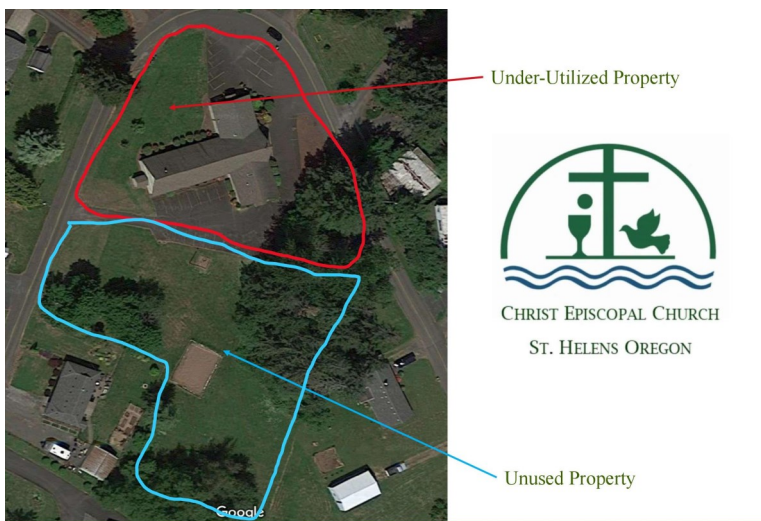 Under-Utilized Property
CHRIST EPISCOPAL CHURCH
ST. HELENS OREGON
Unused Property
Google